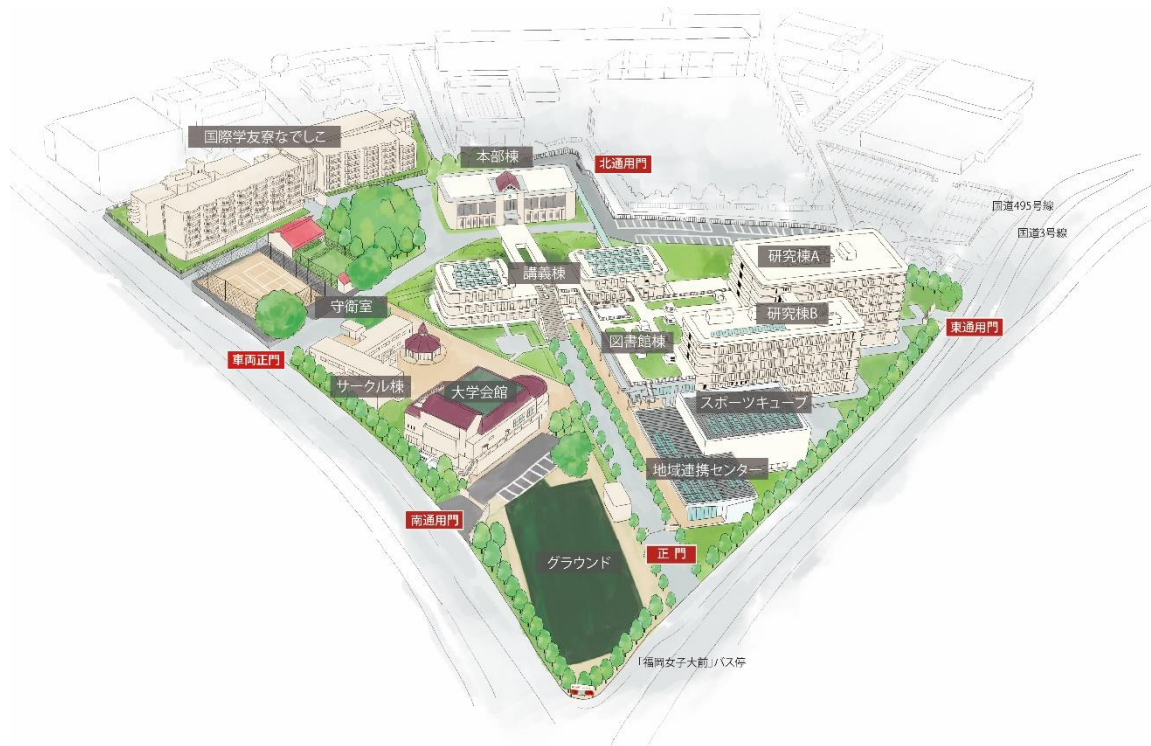 国際学友寮なでしこ
本部棟
北通用門
国道495号線
国道3号線
研究棟A
講義棟
守衛室
研究棟B
東通用門
図書館棟
車両正門
サークル棟
大学会館
スポーツキューブ
地域連携センター
南通用門
正門
グラウンド
「福岡女子大前」バス停